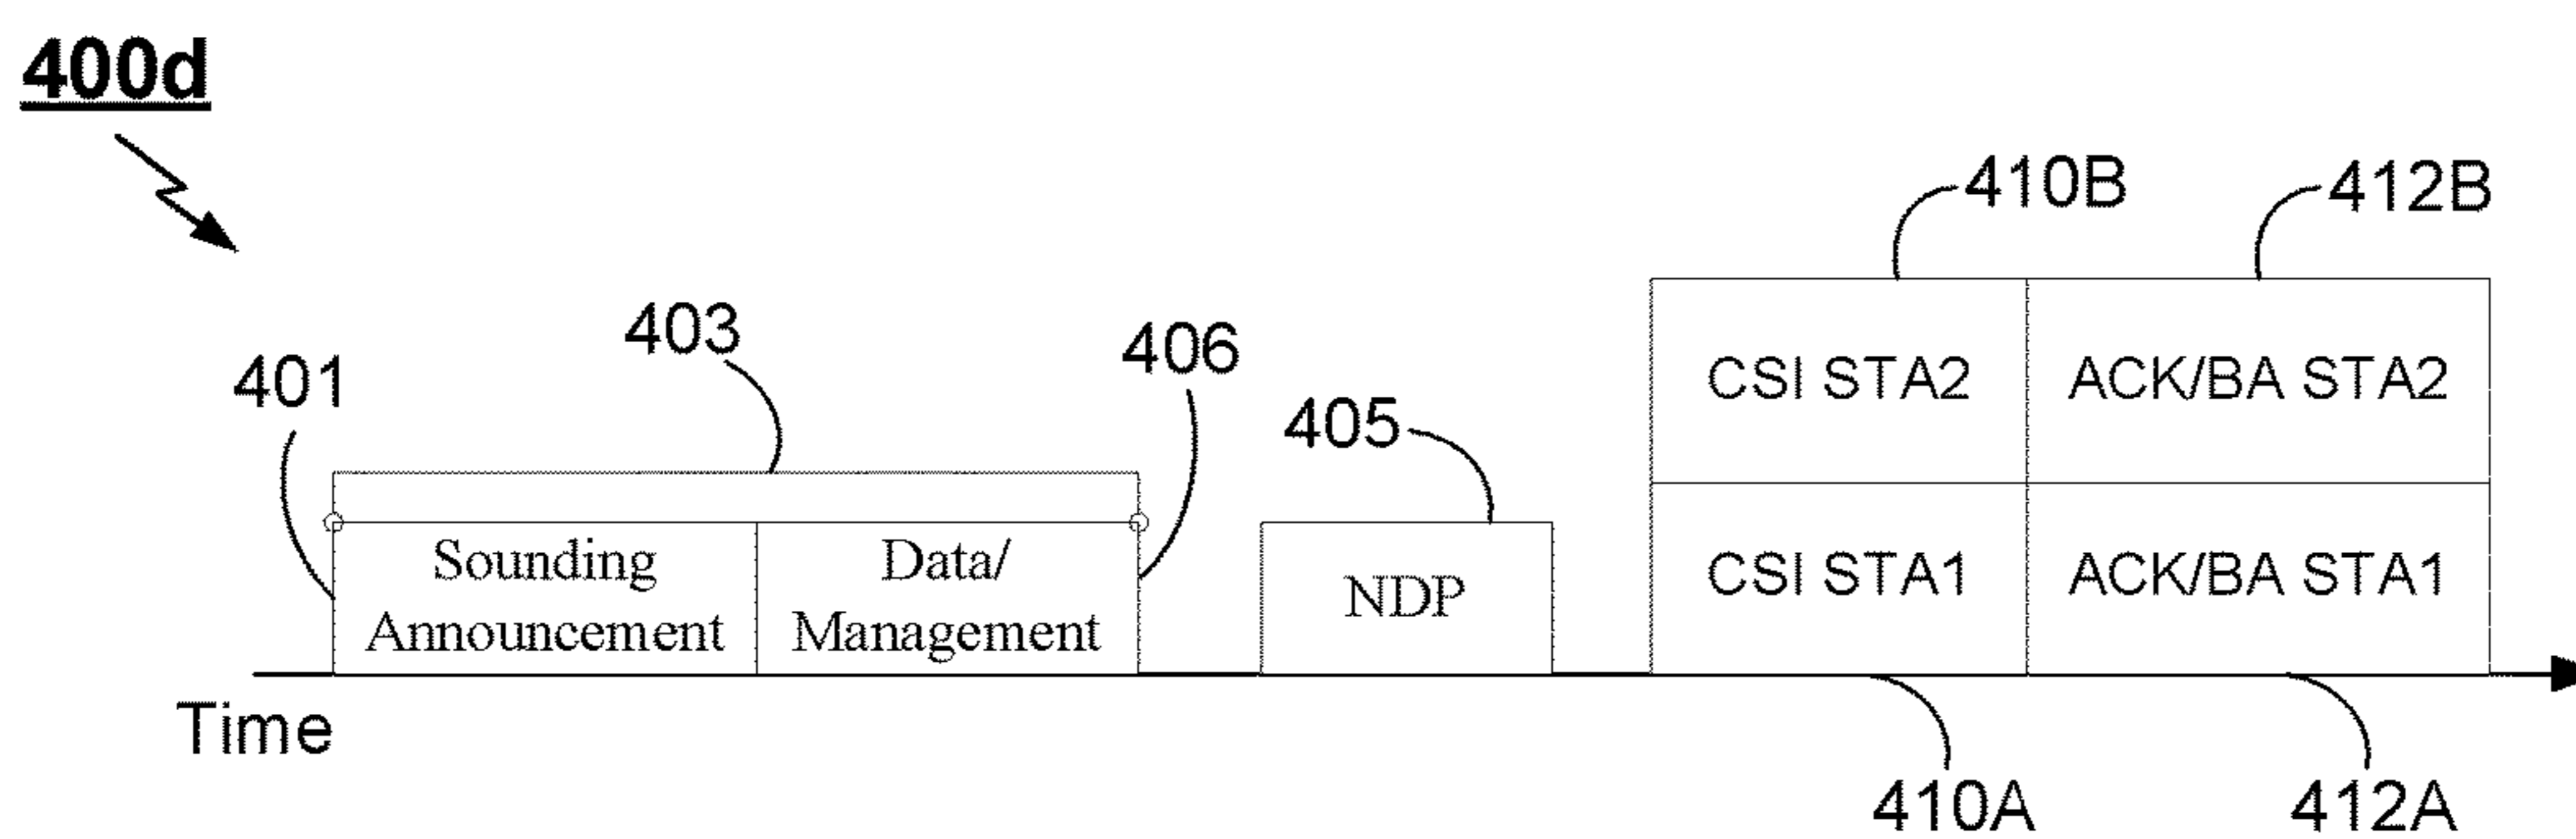 400d
410B
412B
403
406
401
405
CSI STA2
ACK/BA STA2
Sounding
Announcement
Data/
Management
NDP
CSI STA1
ACK/BA STA1
Time
410A
412A